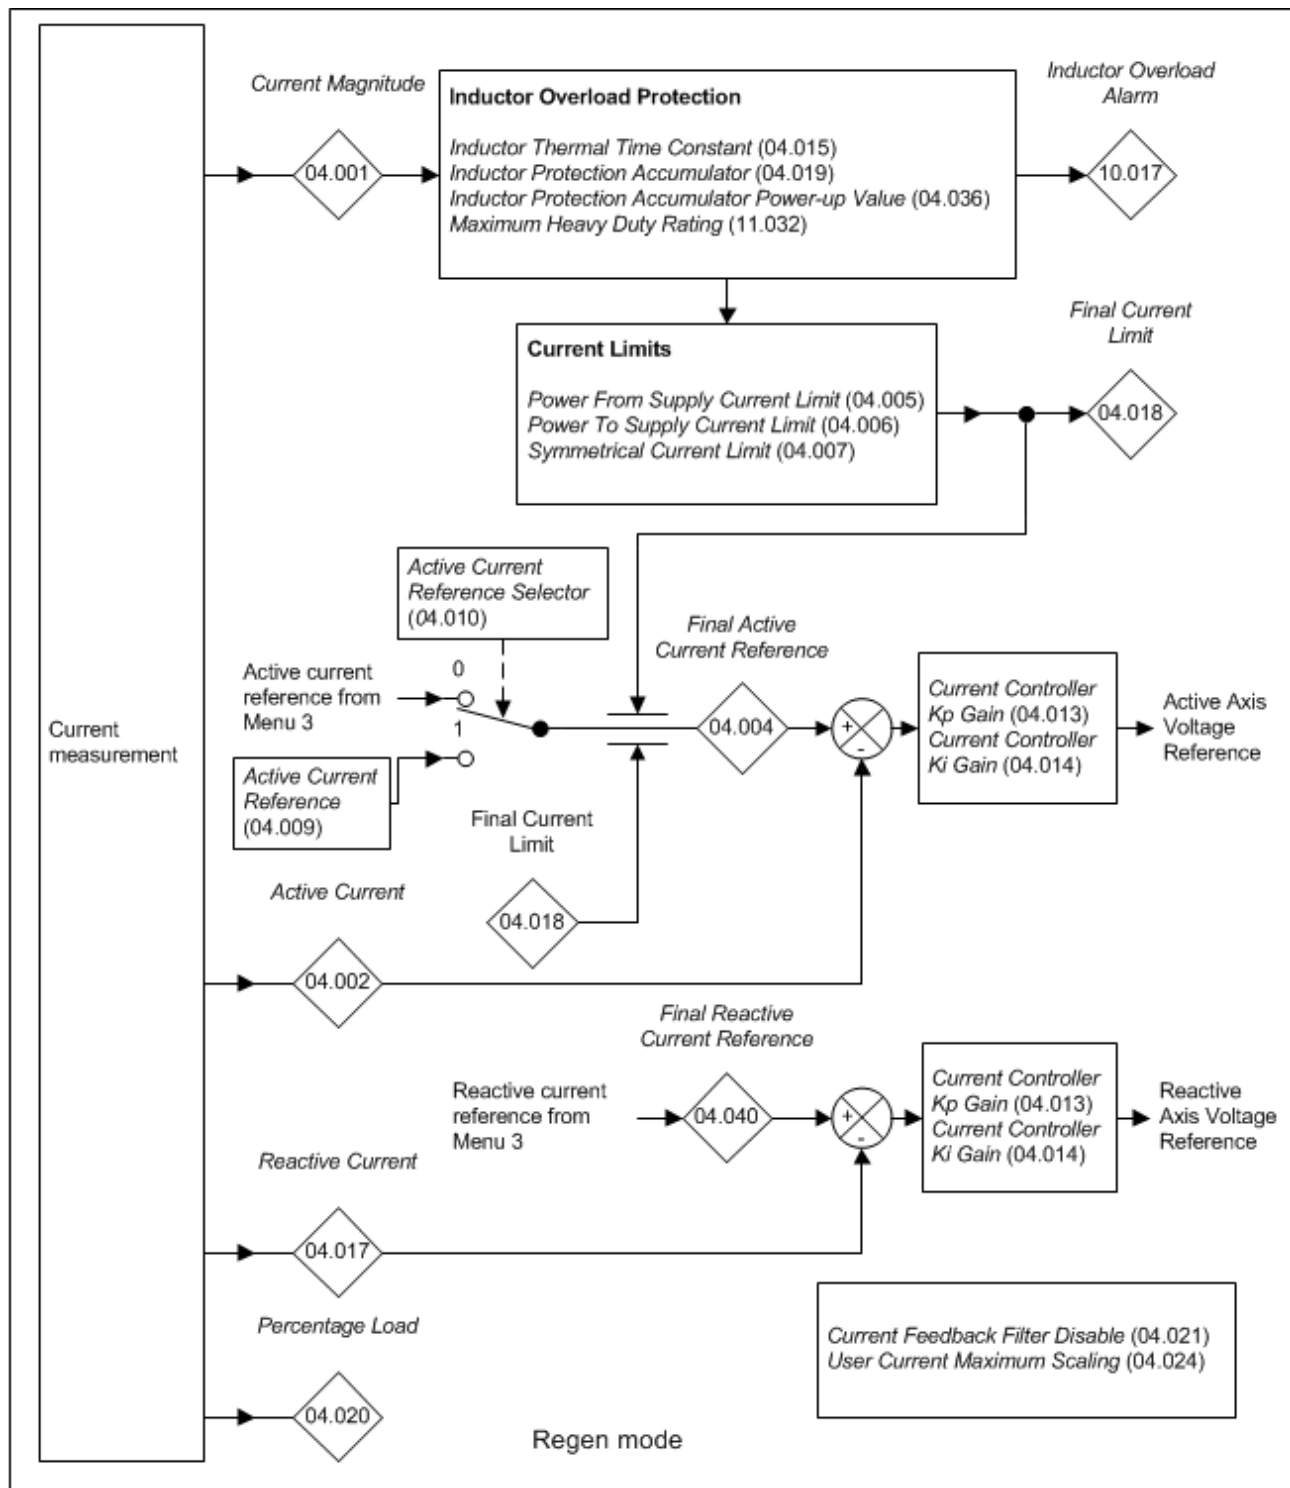 Current Magnitude
Inductor Overload
Alarm
Inductor Overload Protection
Inductor Thermal Time Constant (04.015)
Inductor Protection Accumulator (04.019)
Inductor Protection Accumulator Power-up Value (04.036)
Maximum Heavy Duty Rating (11.032)
04.001
10.017
Final Current
Limit
Current Limits
Power From Supply Current Limit (04.005)
Power To Supply Current Limit (04.006)
Symmetrical Current Limit (04.007)
04.018
Active Current
Reference Selector
(04.010)
Final Active
Current Reference
0
Active current
reference from
Menu 3
1
Current
measurement
04.004
+
-
Current Controller
Kp Gain (04.013)
Current Controller
Ki Gain (04.014)
Active Axis
Voltage
Reference
Active Current
Reference
(04.009)
Final Current
Limit
04.018
Active Current
04.002
Final Reactive
Current Reference
Reactive current
reference from
Menu 3
04.040
+
-
Current Controller
Kp Gain (04.013)
Current Controller
Ki Gain (04.014)
Reactive
Axis Voltage
Reference
Reactive Current
04.017
Percentage Load
04.020
Current Feedback Filter Disable (04.021)
User Current Maximum Scaling (04.024)
Regen mode